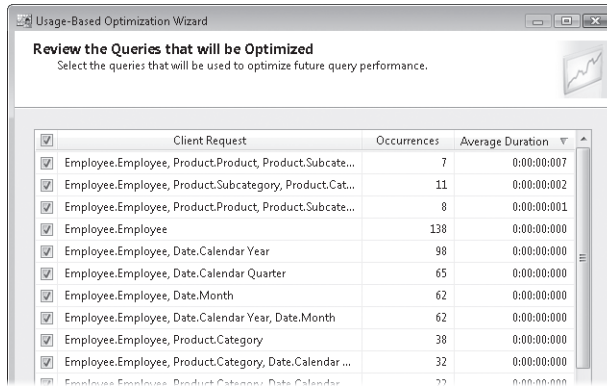 Usage-Based Optimization Wizard
Review the Queries that will be Optimized
Select the queries that will be used to optimize future query performance.
Client Request Occurrences Average Duration
Employee.Employee, Product.Product, Product.Subcate... 7 0:00:00:007
Employee.Employee, Product.Subcategory, Product.Cat... 11 0:00:00:002
Employee.Employee, Product.Product, Product.Subcate... 8 0:00:00:001
Employee.Employee 138 0:00:00:000
Employee.Employee, Date.Calendar Year 98 0:00:00:000
Employee.Employee, Date.Calendar Quarter 65 0:00:00:000
Employee.Employee, Date.Month 62 0:00:00:000
Employee.Employee, Date.Calendar Year, Date.Month 62 0:00:00:000
Employee.Employee, Product.Category 38 0:00:00:000
Employee.Employee, Product.Category, Date.Calendar ... 32 0:00:00:000
Employee.Employee, Product.Category, Date.Calendar